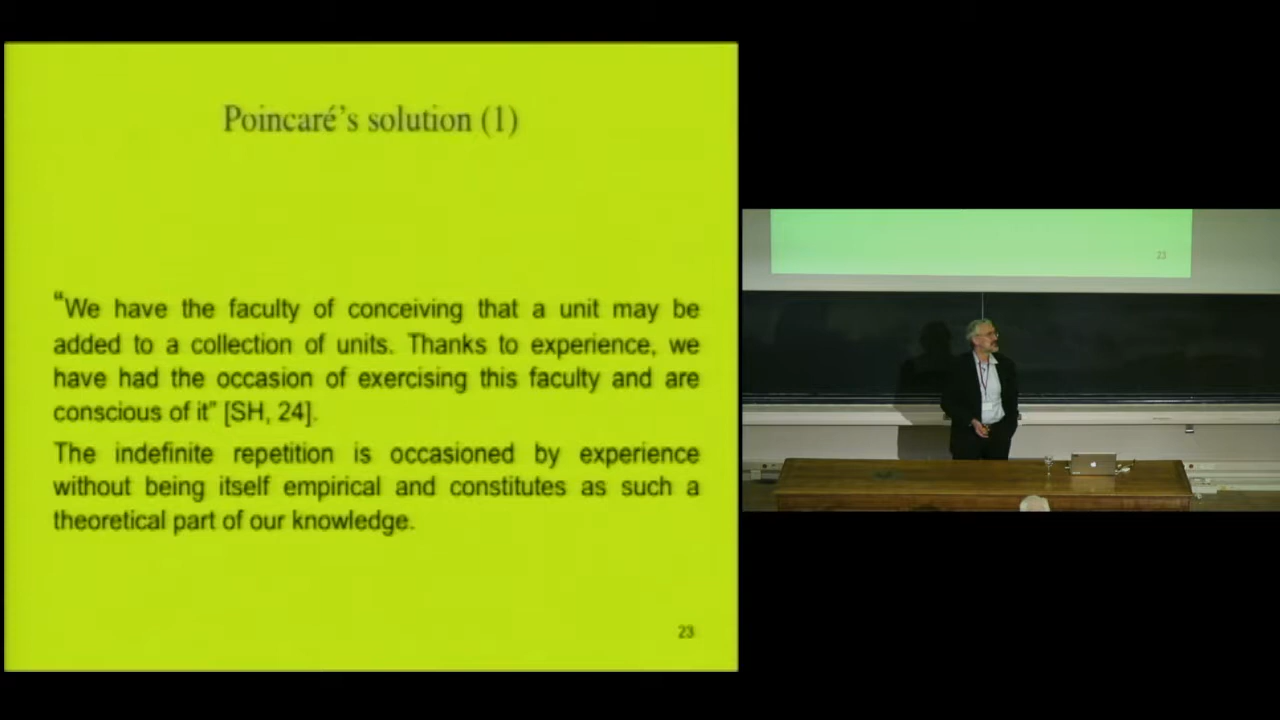 Poincaré's solution (1)
“We have the faculty of conceiving that a unit may be
added to a collection of units. Thanks to experience, we
have had the occasion of exercising this faculty and are
conscious of it” [SH, 24].
The indefinite repetition is occasioned by experience
without being itself empirical and constitutes as such a
theoretical part of our knowledge.
23
23